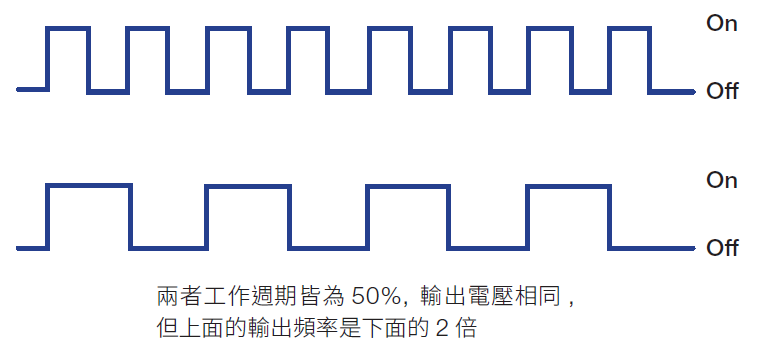 On
Off
On
Off
兩者工作週期皆為 50%, 輸出電壓相同 ,
但上面的輸出頻率是下面的 2 倍